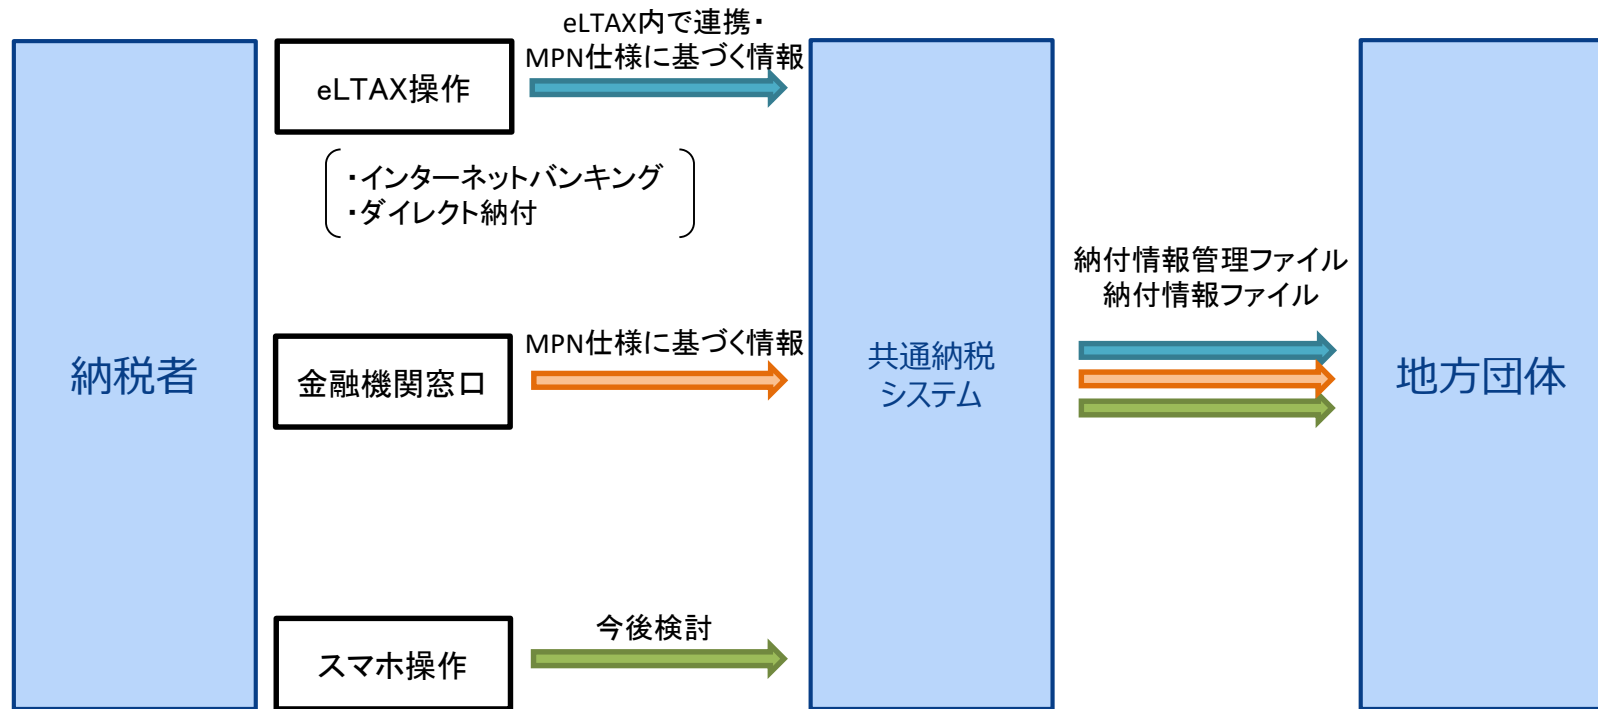 納税者
eLTAX操作
eLTAX内で連携・
MPN仕様に基づく情報
・インターネットバンキング
・ダイレクト納付
金融機関窓口
MPN仕様に基づく情報
スマホ操作
今後検討
共通納税
システム
納付情報管理ファイル
納付情報ファイル
地方団体